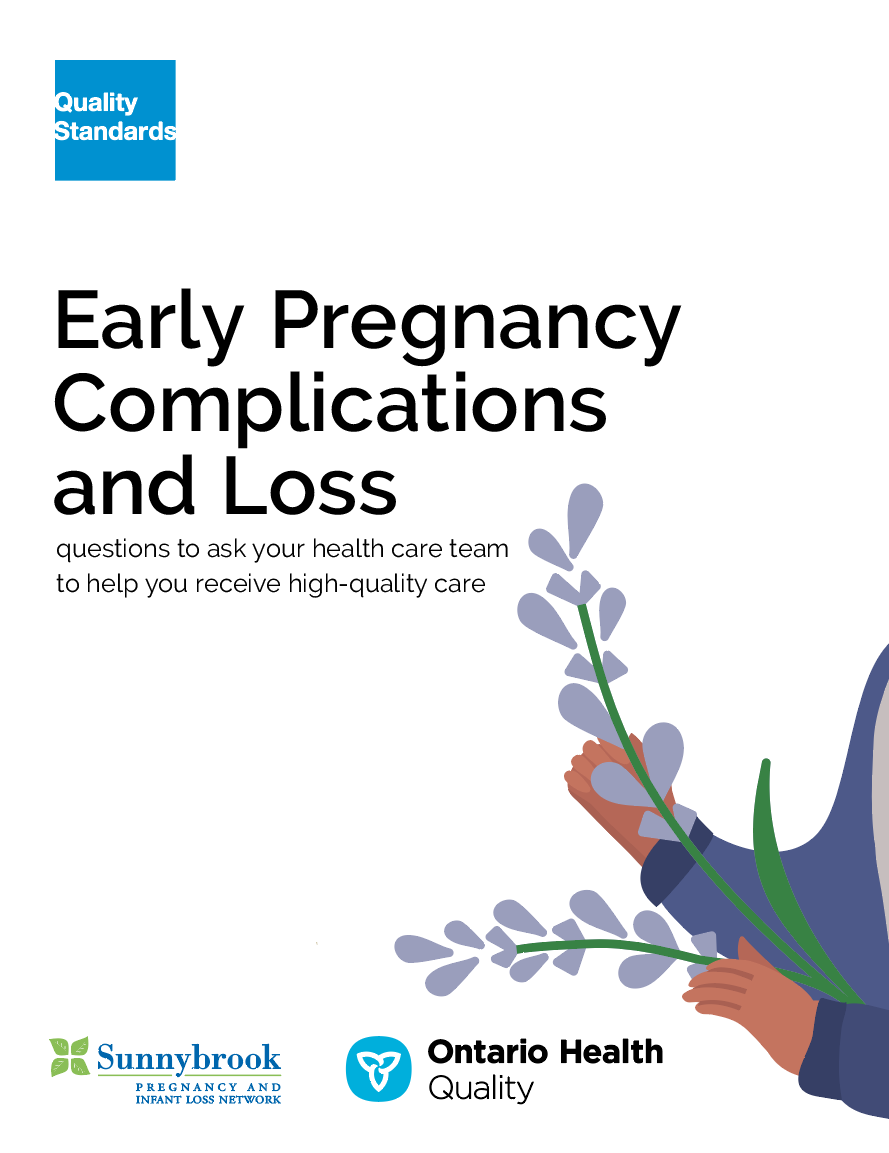 Quality
Standards
Early Pregnancy
Complications
and Loss
questions to ask your health care team
to help you receive high-quality care
Sunnybrook
PREGNANCY AND
INFANT LOSS NETWORK
Ontario Health
Quality